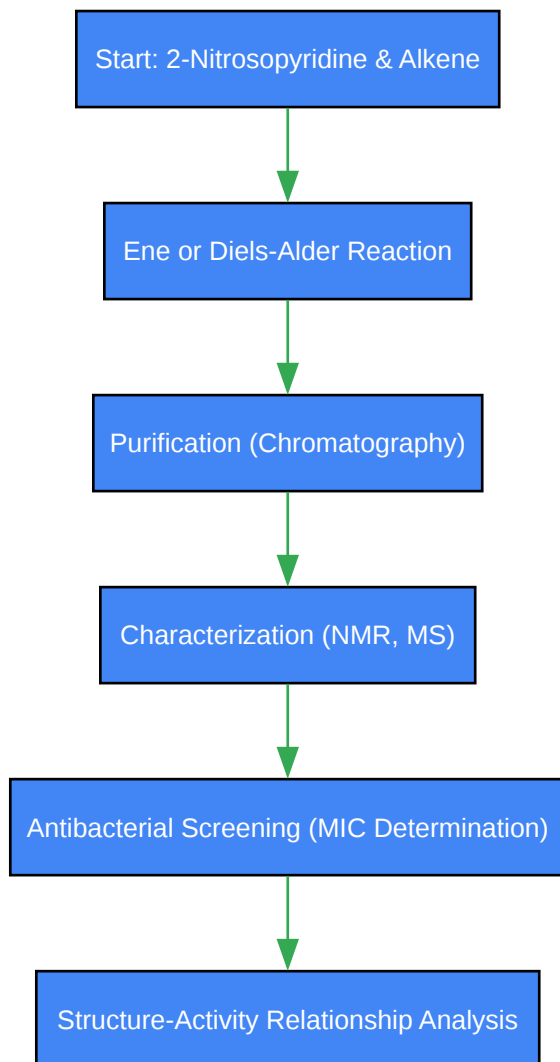 Start: 2-Nitrosopyridine & Alkene
Ene or Diels-Alder Reaction
Purification (Chromatography)
Characterization (NMR, MS)
Antibacterial Screening (MIC Determination)
Structure-Activity Relationship Analysis